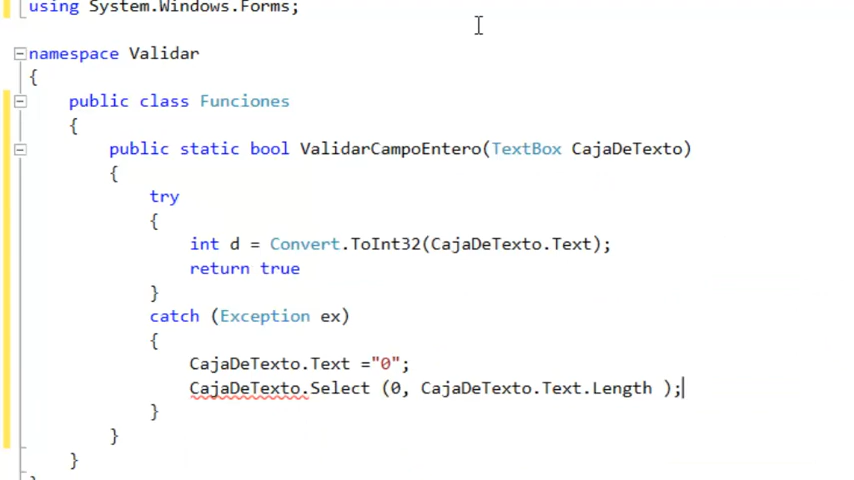 using System.Windows.Forms;
namespace Validar
{
public class Funciones
{
public static bool ValidarCampoEntero(TextBox CajaDeTexto)
{
try
{
int d = Convert.ToInt32(CajaDeTexto.Text);
return true
}
catch (Exception ex)
{
CajaDeTexto.Text ="0";
CajaDeTexto.Select (0, CajaDeTexto.Text.Length );
}
}
}